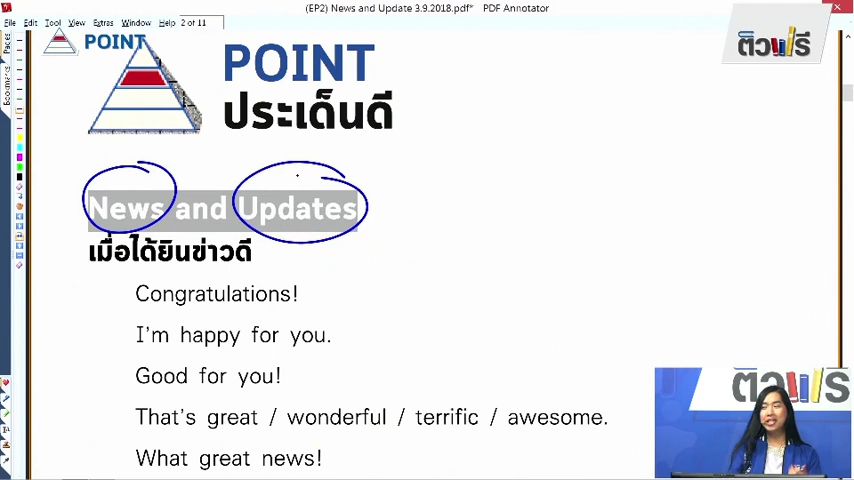 (EP2) News and Update 3.9.2018.pdf* PDF Annotator
File Edit Tool View Extras Window Help 2 of 11
ติวฟรี
Pages
Bookmarks
POINT
POINT
ประเด็นดี
News and Updates
เมื่อได้ยินข่าวดี
Congratulations!
I'm happy for you.
Good for you!
That's great / wonderful / terrific / awesome.
What great news!
ติวฟรี